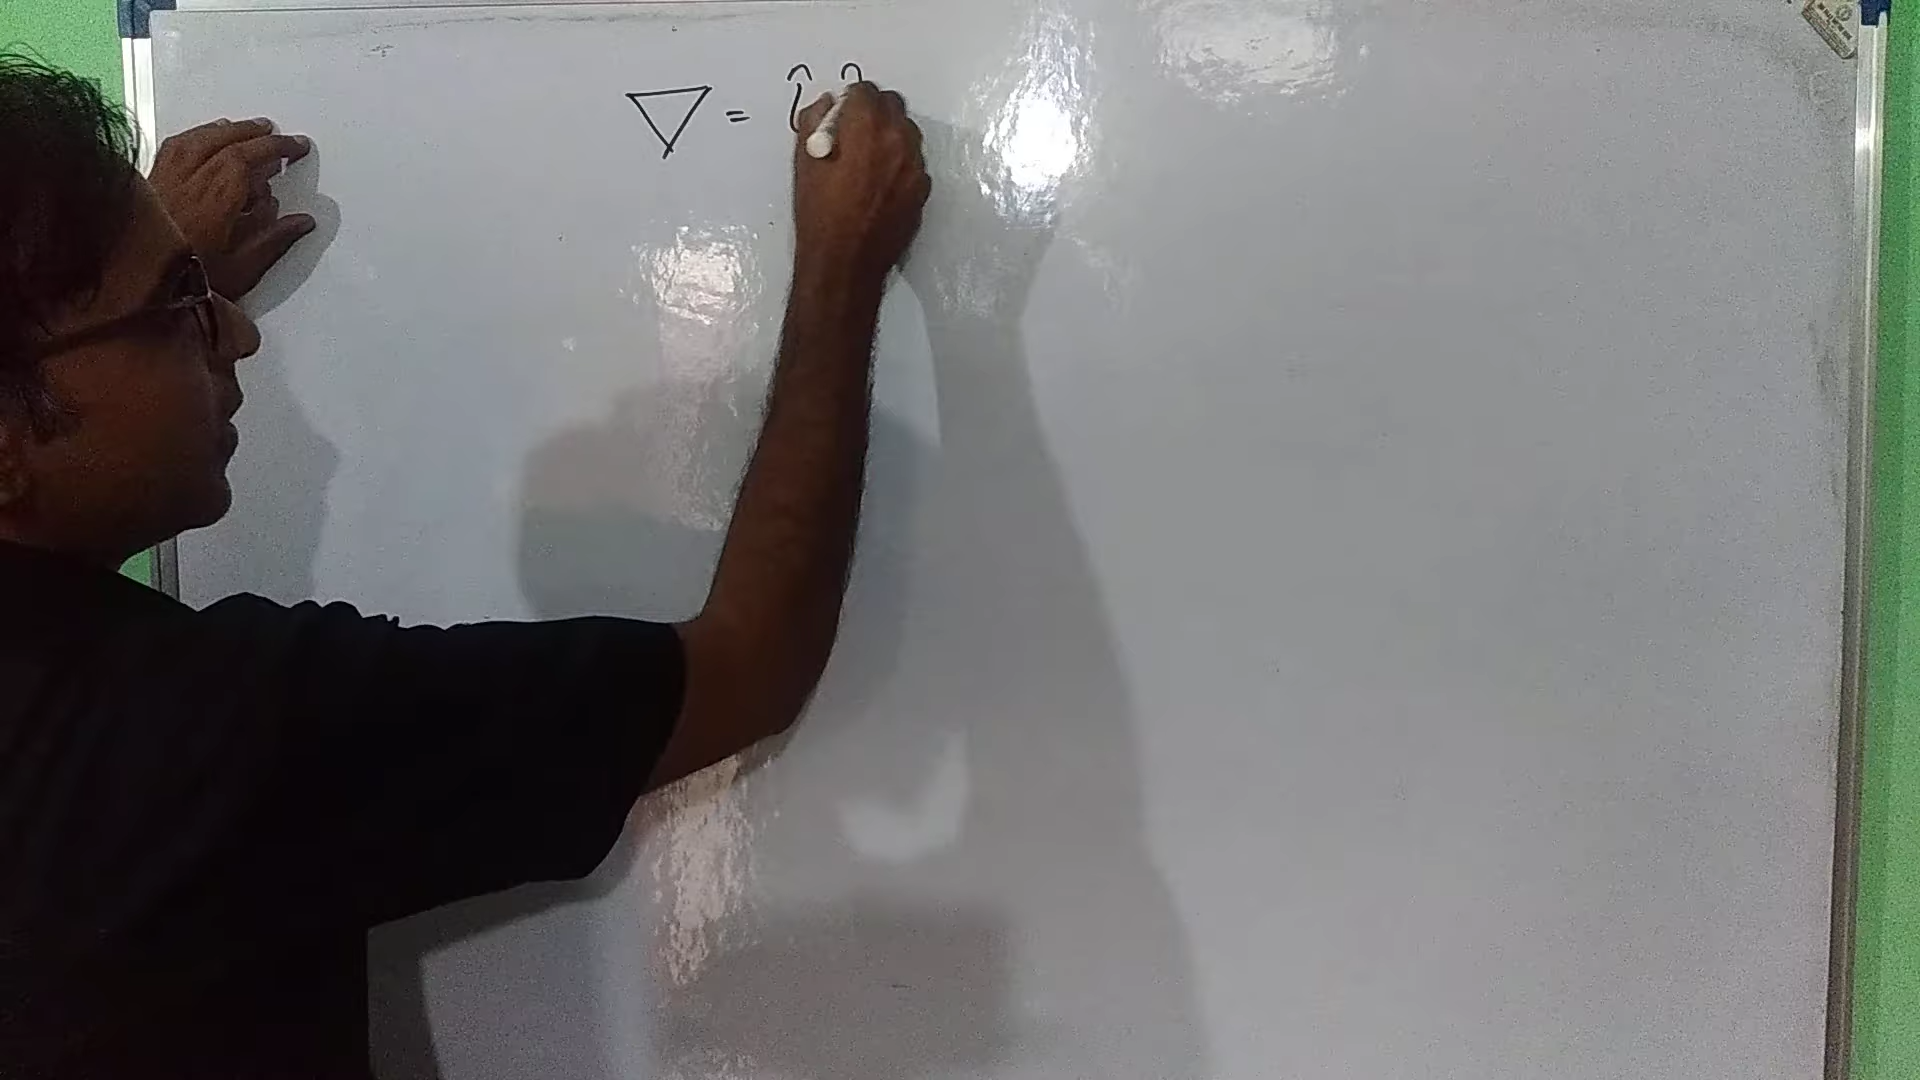 ∇ = î